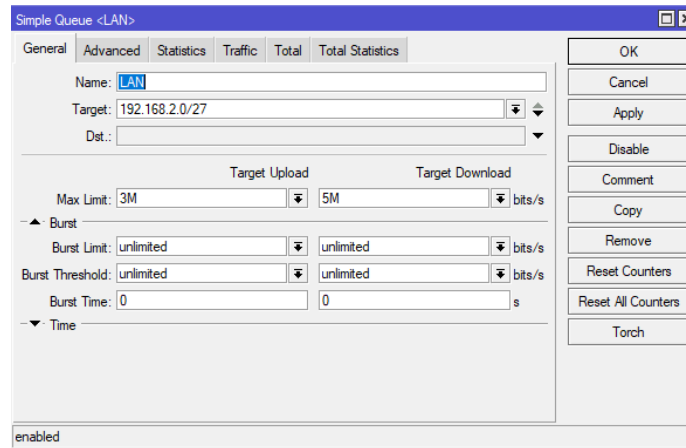 Simple Queue <LAN>
General Advanced Statistics Traffic Total Total Statistics
Name: LAN
Target: 192.168.2.0/27
Dst.:
Target Upload Target Download
Max Limit: 3M 5M bits/s
Burst
Burst Limit: unlimited unlimited bits/s
Burst Threshold: unlimited unlimited bits/s
Burst Time: 0 0 s
Time
OK
Cancel
Apply
Disable
Comment
Copy
Remove
Reset Counters
Reset All Counters
Torch
enabled